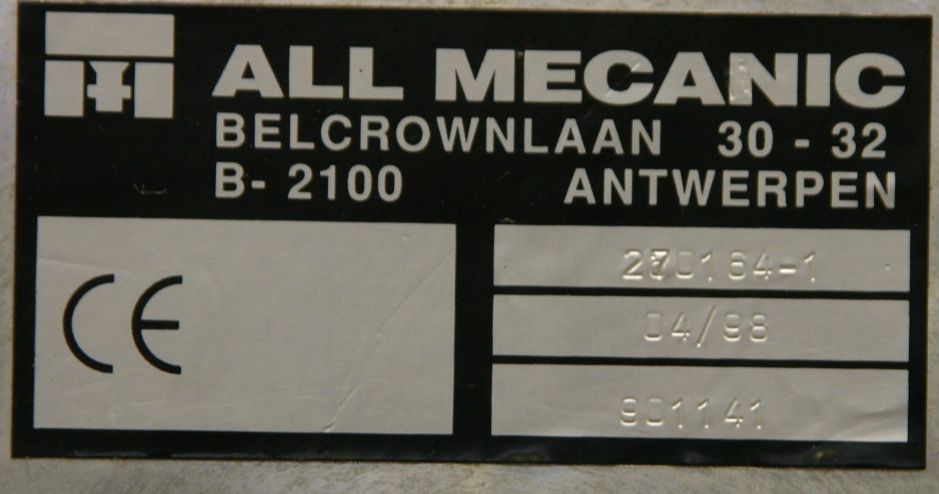 ALL MECANIC
BELCROWNLAAN 30 - 32
B- 2100 ANTWERPEN
CE
04/98
901141